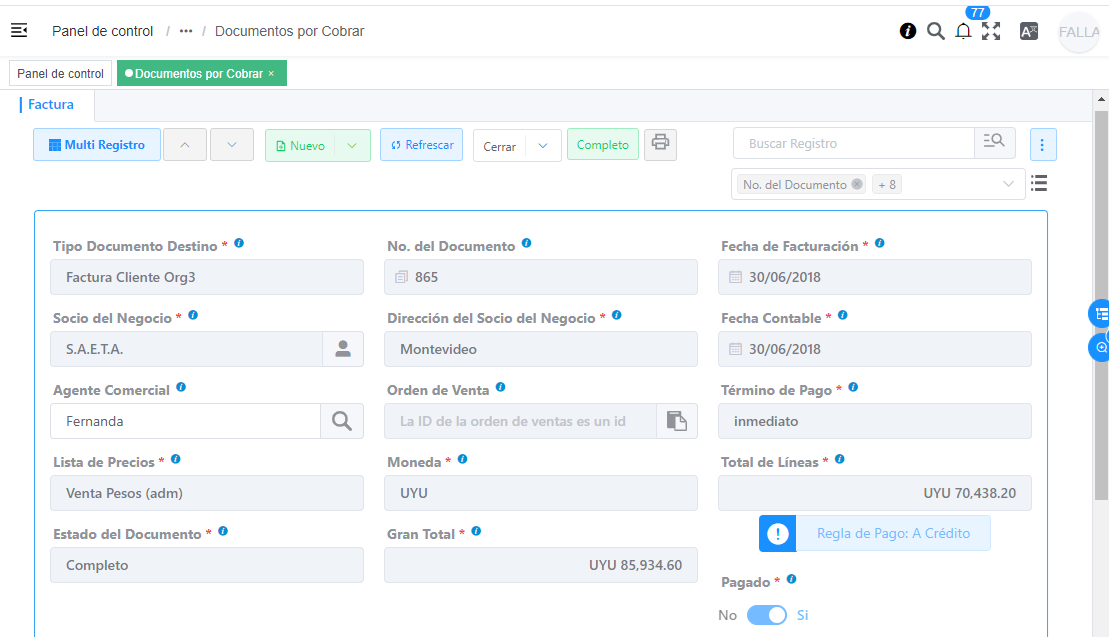 77
Panel de control / ••• / Documentos por Cobrar
FALLA
Panel de control
Documentos por Cobrar ×
Factura
Multi Registro
Nuevo
Refrescar
Cerrar
Completo
Buscar Registro
No. del Documento
+ 8
Tipo Documento Destino *
No. del Documento
Fecha de Facturación *
Factura Cliente Org3
865
30/06/2018
Socio del Negocio *
Dirección del Socio del Negocio *
Fecha Contable *
S.A.E.T.A.
Montevideo
30/06/2018
Agente Comercial
Orden de Venta
Término de Pago *
Fernanda
La ID de la orden de ventas es un id
inmediato
Lista de Precios *
Moneda *
Total de Líneas *
Venta Pesos (adm)
UYU
UYU 70,438.20
Estado del Documento *
Gran Total *
Regla de Pago: A Crédito
Completo
UYU 85,934.60
Pagado *
No
Si